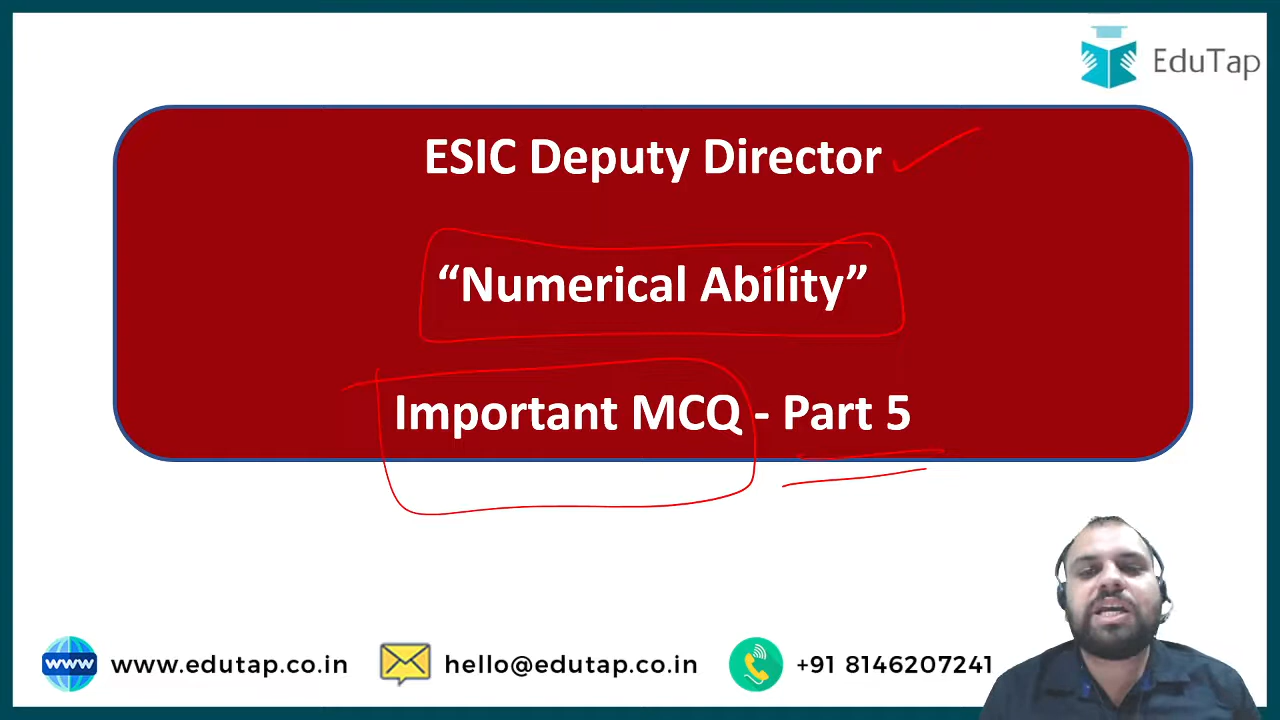 EduTap
ESIC Deputy Director
“Numerical Ability”
Important MCQ - Part 5
www www.edutap.co.in hello@edutap.co.in +91 8146207241